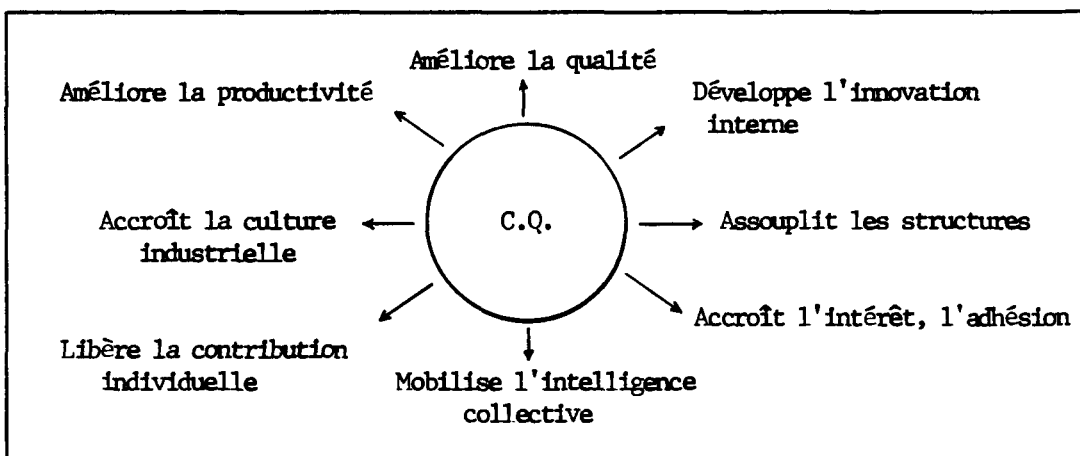 Améliore la qualité
Améliore la productivité
Développe l'innovation
interne
Accroît la culture
industrielle
C.Q.
Assouplit les structures
Libère la contribution
individuelle
Accroît l'intérêt, l'adhésion
Mobilise l'intelligence
collective